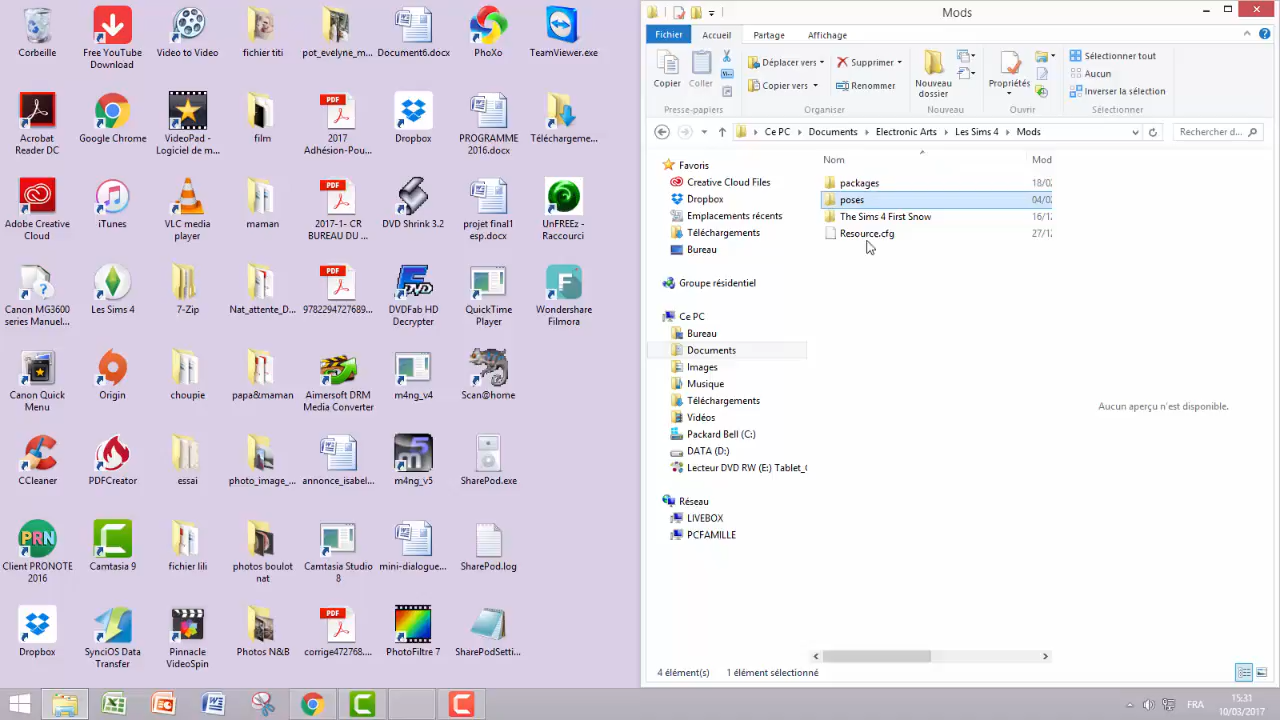 Corbeille
Free YouTube
Download
Video to Video
fichier titi
pot_evelyne_m...
Document6.docx
PhoXo
TeamViewer.exe
Acrobat
Reader DC
Google Chrome
VideoPad -
Logiciel de m...
film
PDF
2017
Adhésion-Pou...
Dropbox
PROGRAMME
2016.docx
Téléchargeme...
Adobe Creative
Cloud
iTunes
VLC media
player
maman
PDF
2017-1- CR
BUREAU DU ...
DVD Shrink 3.2
projet final1
esp.docx
UnFREEz -
Raccourci
Canon MG3600
series Manuel...
Les Sims 4
7-Zip
Nat_attente_D...
PDF
9782294727689...
DVDFab HD
Decrypter
QuickTime
Player
Wondershare
Filmora
Canon Quick
Menu
Origin
choupie
papa&maman
Aimersoft DRM
Media Converter
m4ng_v4
Scan@home
CCleaner
PDFCreator
essai
photo_image_...
annonce_isabel...
m4ng_v5
SharePod.exe
PRN
Client PRONOTE
2016
Camtasia 9
fichier lili
photos boulot
nat
Camtasia Studio
8
mini-dialogue...
SharePod.log
Dropbox
SynciOS Data
Transfer
Pinnacle
VideoSpin
Photos N&B
PDF
corrige472768...
PhotoFiltre 7
SharePodSetti...
Mods
Fichier
Accueil
Partage
Affichage
Copier
Coller
Déplacer vers
Copier vers
Supprimer
Renommer
Nouveau
dossier
Propriétés
Sélectionner tout
Aucun
Inverser la sélection
Presse-papiers
Organiser
Nouveau
Ouvrir
Sélectionner
Ce PC
Documents
Electronic Arts
Les Sims 4
Mods
Rechercher d...
Favoris
Creative Cloud Files
Dropbox
Emplacements récents
Téléchargements
Bureau
Groupe résidentiel
Ce PC
Bureau
Documents
Images
Musique
Téléchargements
Vidéos
Packard Bell (C:)
DATA (D:)
Lecteur DVD RW (E:) Tablet_
Réseau
LIVEBOX
PCFAMILLE
Nom
Mod
packages
18/0
poses
04/0
The Sims 4 First Snow
16/1
Resource.cfg
27/1
Aucun aperçu n'est disponible.
4 élément(s)
1 élément sélectionné
FRA
15:31
10/03/2017